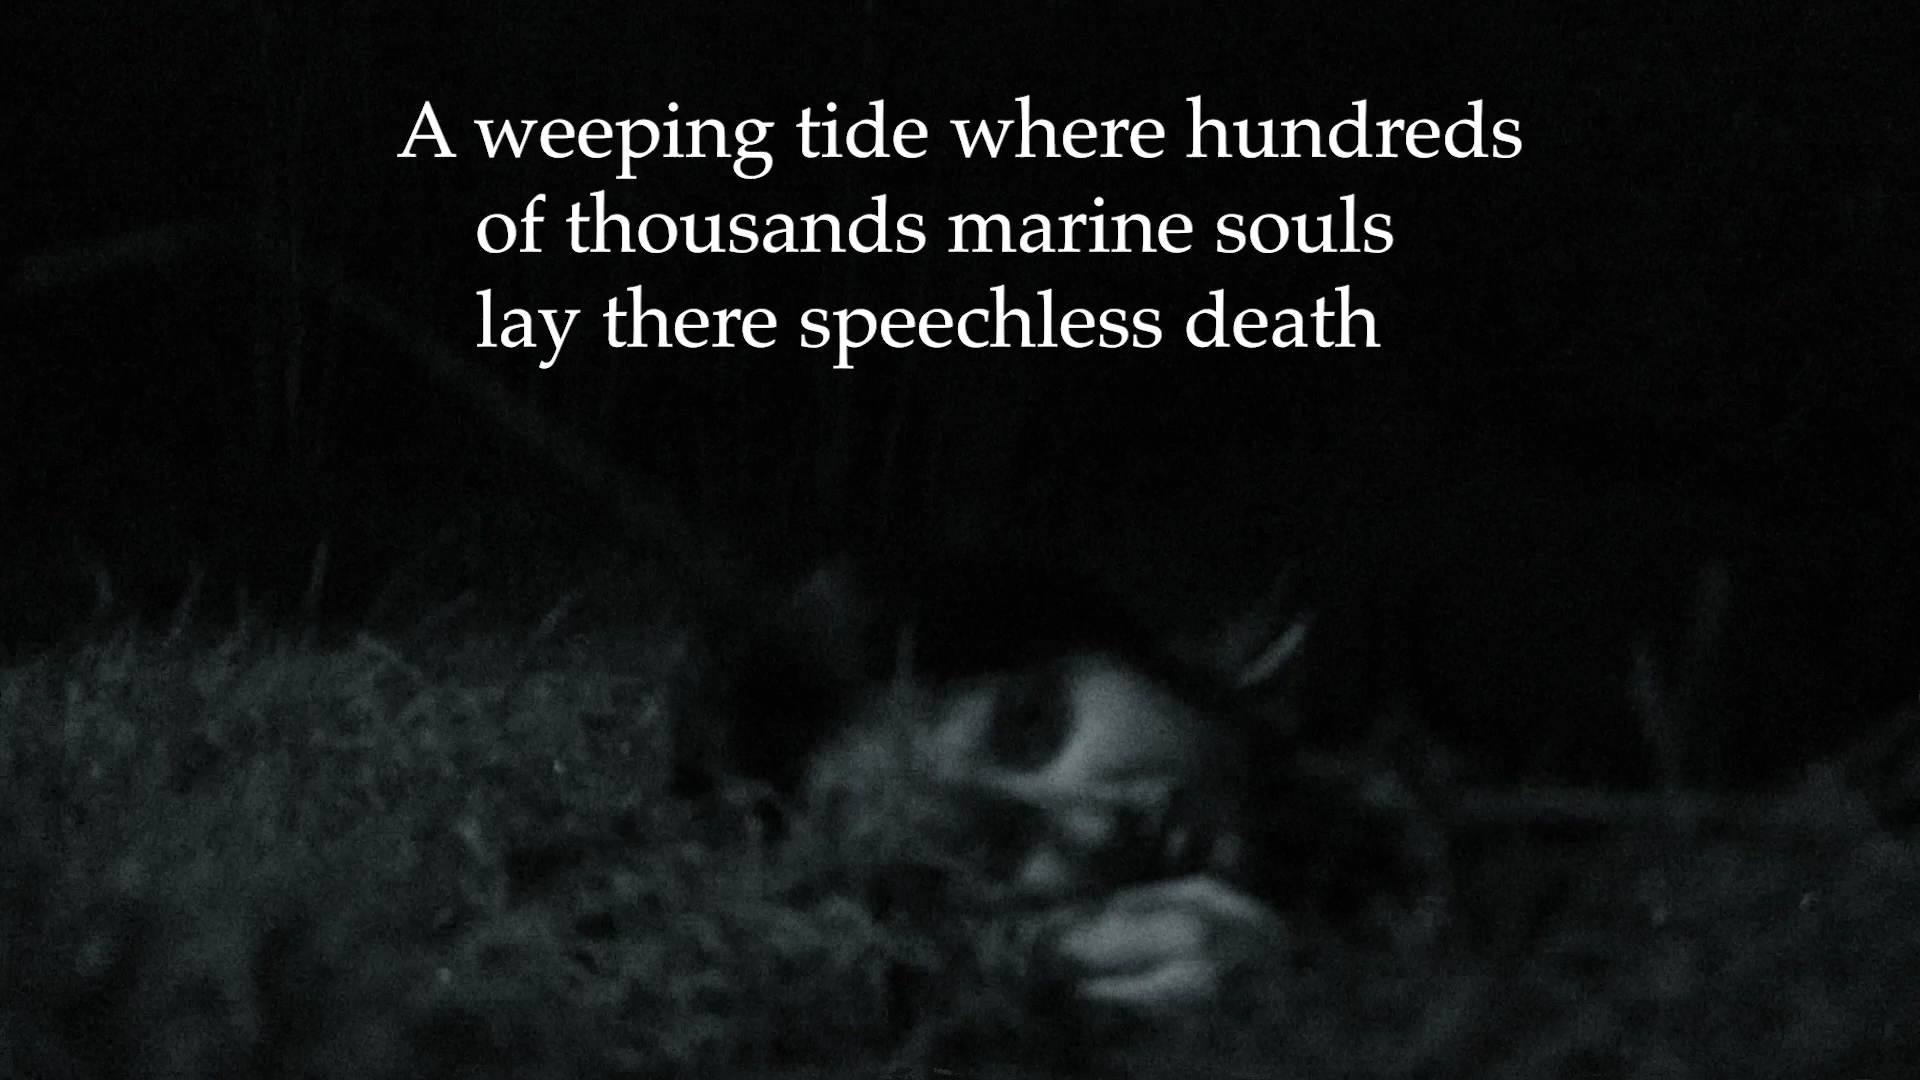 A weeping tide where hundreds
of thousands marine souls
lay there speechless death